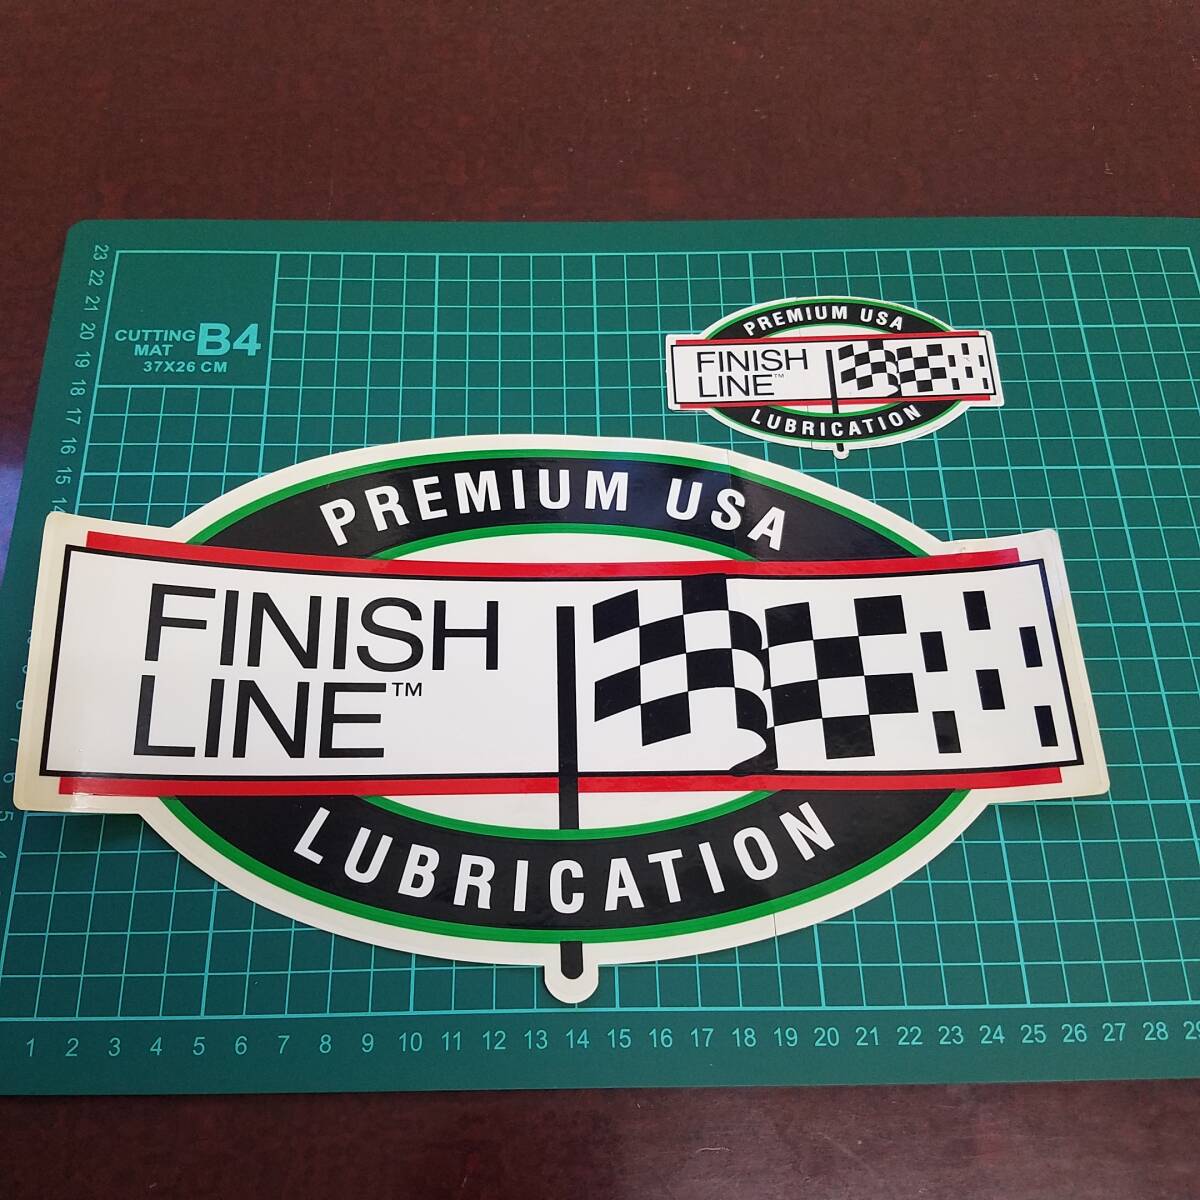 23 22 21 20 19 18 17 16 15 14
CUTTING MAT B4
37X26 CM
PREMIUM USA
FINISH
LINE™
LUBRICATION
PREMIUM USA
FINISH
LINE™
LUBRICATION
1 2 3 4 5 6 7 8 9 10 11 12 13 14 15 16 17 18 19 20 21 22 23 24 25 26 27 28